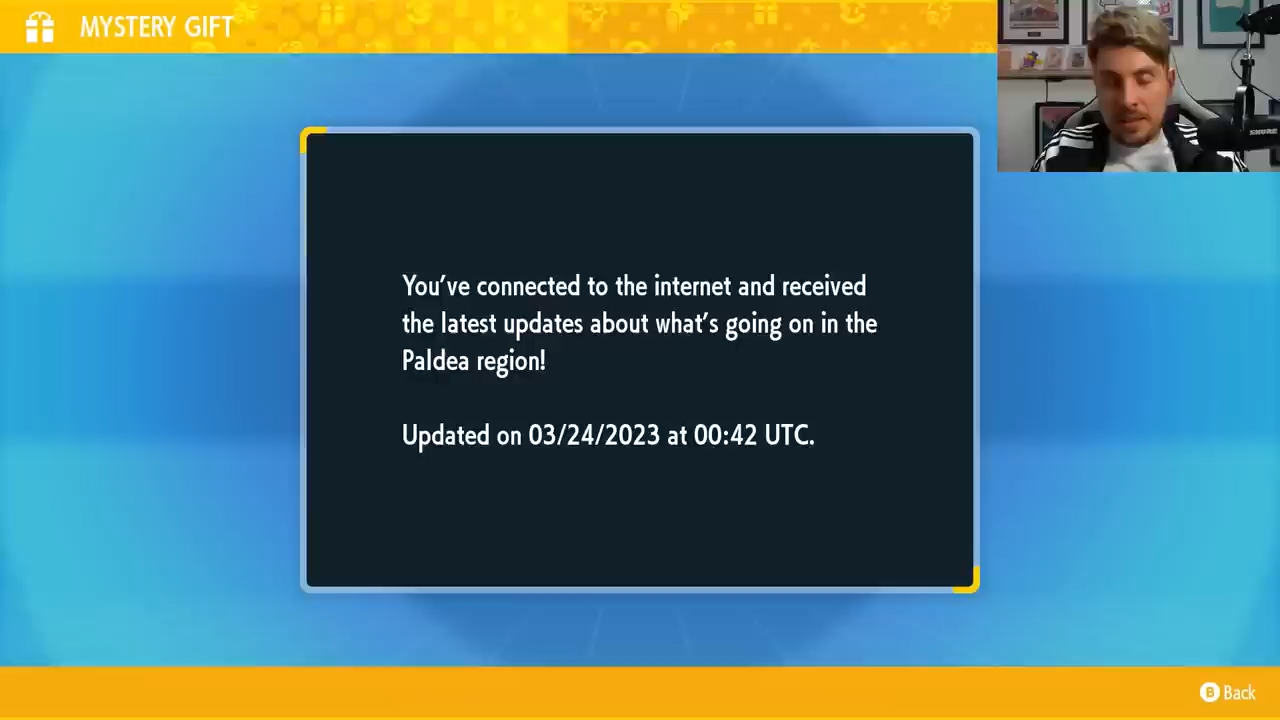 MYSTERY GIFT
SHURE
You've connected to the internet and received
the latest updates about what's going on in the
Paldea region!
Updated on 03/24/2023 at 00:42 UTC.
B Back